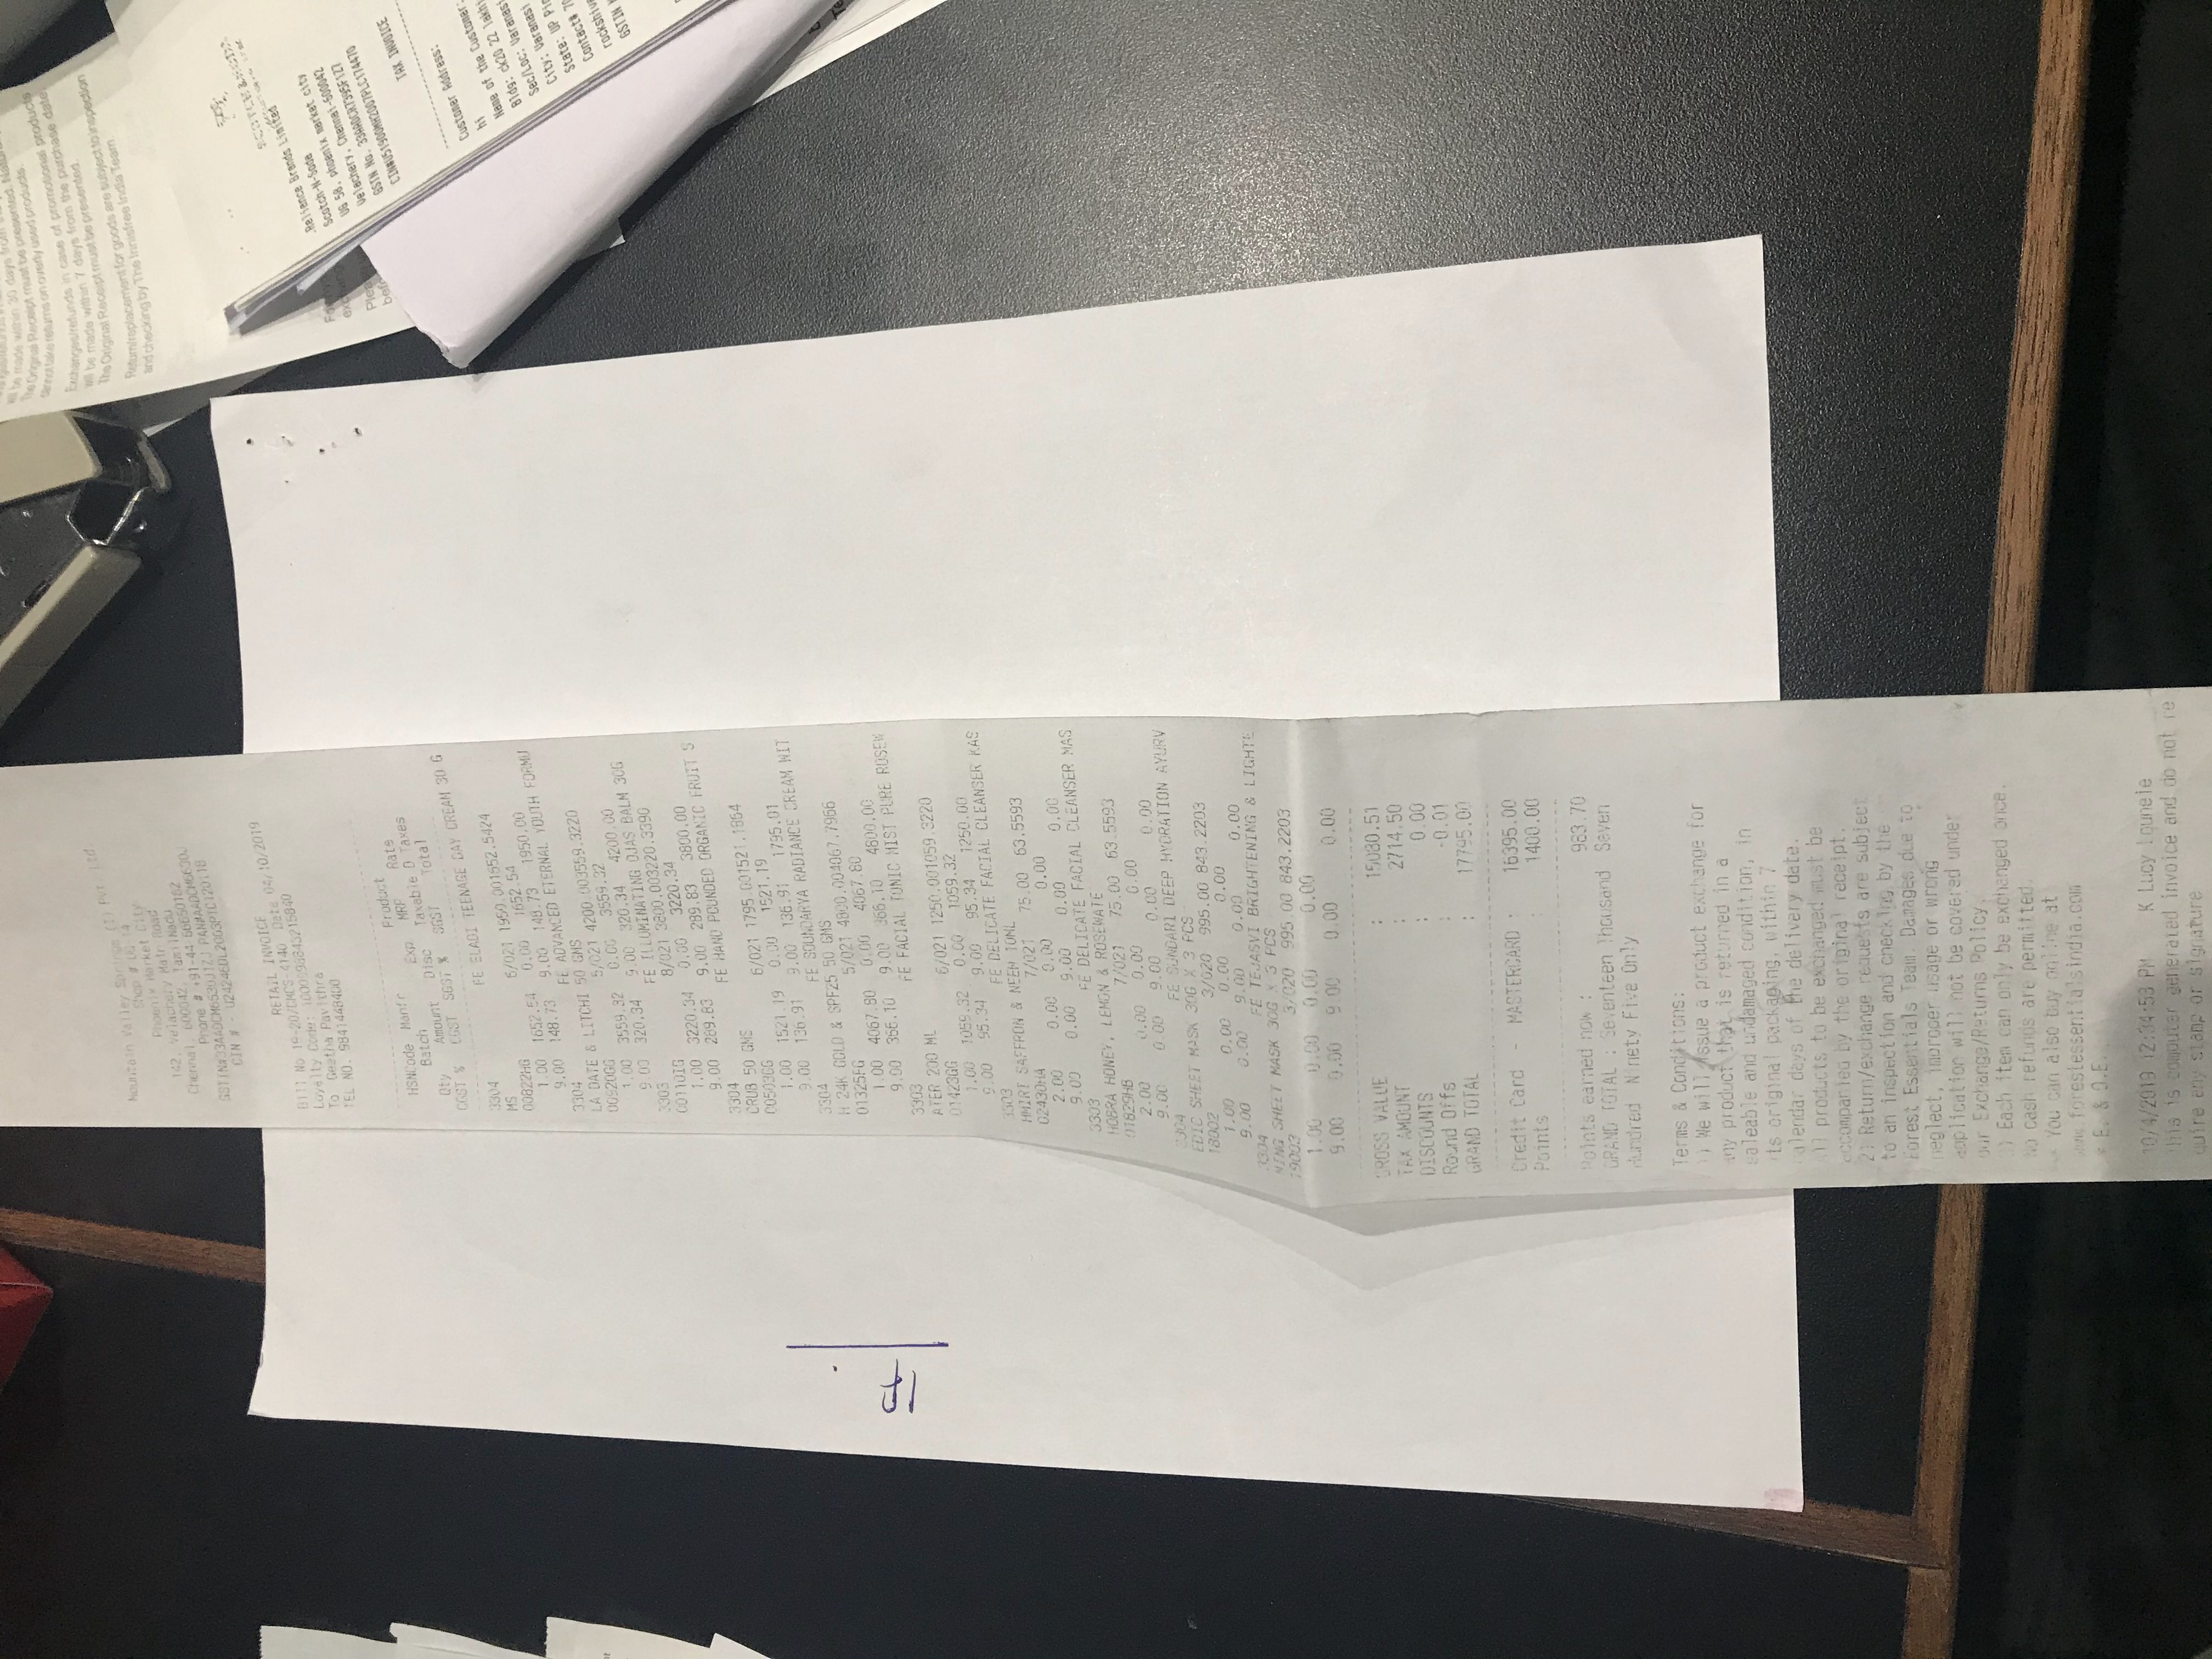 Mountain Valley Springs (I) Pvt. Ltd.
Shop # UG-14
Phoenix Market City
142, Velachery Main Road
Chennai, 600042, TamilNadu
Phone # +91-44-66650182
GSTIN#33AADCM6530J1ZJ PAN#AADCM6530J
CIN # - U24246DL2003PTC120118
RETAIL INVOICE
Bill No 19-20/CMCS-4140 Date 04/10/2019
Loyalty Code:
To Geetha Pavithra
TEL NO. 9841448400
Product
HSNCode Manfr
Batch Exp MRP Rate
Qty Amount Disc Taxable D Taxes
CGST % CGST SGST % SGST Total
FE ELADI TEENAGE DAY CREAM 30 G
3304
MS
00822HG 6/021 1950.001652.5424
1.00 1652.54 0.00 1652.54
9.00 148.73 9.00 148.73 1950.00
FE ADVANCED ETERNAL YOUTH FORMU
3304
LA DATE & LITCHI 50 GMS
00920GG 5/021 4200.003559.3220
1.00 3559.32 0.00 3559.32
9.00 320.34 9.00 320.34 4200.00
FE ILLUMINATING OJAS BALM 30G
3303
00110IG 8/021 3800.003220.3390
1.00 3220.34 0.00 3220.34
9.00 289.83 9.00 289.83 3800.00
FE HAND POUNDED ORGANIC FRUIT S
3304
CRUB 50 GMS
00503GG 6/021 1795.001521.1864
1.00 1521.19 0.00 1521.19
9.00 136.91 9.00 136.91 1795.01
FE SOUNDARYA RADIANCE CREAM WIT
3304
H 24K GOLD & SPF25 50 GMS
01325FG 5/021 4800.004067.7966
1.00 4067.80 0.00 4067.80
9.00 366.10 9.00 366.10 4800.00
FE FACIAL TONIC MIST PURE ROSEW
3303
ATER 200 ML
01423GG 6/021 1250.001059.3220
1.00 1059.32 0.00 1059.32
9.00 95.34 9.00 95.34 1250.00
FE DELICATE FACIAL CLEANSER KAS
3303
HMIRI SAFFRON & NEEM 10ML
02430HA 7/021 75.00 63.5593
2.00 0.00 0.00 0.00
9.00 0.00 9.00 0.00 0.00
FE DELICATE FACIAL CLEANSER MAS
3303
HOBRA HONEY, LEMON & ROSEWATE
01829HB 7/021 75.00 63.5593
2.00 0.00 0.00 0.00
9.00 0.00 9.00 0.00 0.00
FE SUNDARI DEEP HYDRATION AYURV
3304
EDIC SHEET MASK 30G X 3 PCS
18002 3/020 995.00 843.2203
1.00 0.00 0.00 0.00
9.00 0.00 9.00 0.00 0.00
FE TEJASVI BRIGHTENING & LIGHTE
3304
NING SHEET MASK 30G X 3 PCS
19003 3/020 995.00 843.2203
1.00 0.00 0.00 0.00
9.00 0.00 9.00 0.00 0.00
GROSS VALUE : 15080.51
TAX AMOUNT : 2714.50
DISCOUNTS : 0.00
Round Offs : -0.01
GRAND TOTAL : 17795.00
Credit Card - MASTERCARD : 16395.00
Points : 1400.00
Points earned now : 983.70
GRAND TOTAL : Seventeen Thousand Seven
Hundred Ninety Five Only
Terms & Conditions:
1) We will issue a product exchange for
any product that is returned in a
saleable and undamaged condition, in
its original packaging, within 7
calendar days of the delivery date.
All products to be exchanged must be
accompanied by the original receipt.
2) Return/exchange requests are subject
to an inspection and checking by the
Forest Essentials Team. Damages due to
neglect, improper usage or wrong
application will not be covered under
our Exchange/Returns Policy.
3) Each item can only be exchanged once.
No cash refunds are permitted.
* You can also buy online at
www.forestessentialsindia.com
* E. & O.E.
10/4/2019 12:34:53 PM K Lucy
This is computer generated invoice and do not re
quire any stamp or signature
will be made within 30 days from
The Original Receipt must be presented.
cannot take returns on overly used products.
Exchanges/refunds in case of promotional products
will be made within 7 days from the purchase date.
The Original Receipt must be presented.
Return/replacement for goods are subject to inspection
and checking by The Innisfree India Team.
SCOTCH & SODA
Reliance Brands Limited
Scotch-N-Soda
UG 58, phoenix market city
Velachery, Chennai-600042
GSTN No. 33AADCR7395F1Z7
CIN#U51900MH2007PLC174470
TAX INVOICE
Customer Address:
hi
Name of the Customer:
Bldg: ck20 22 lakhi
Sec/Loc: Varanasi
City: Varanasi
State: UP Pin
Contact# 70
rockshive
GSTIN